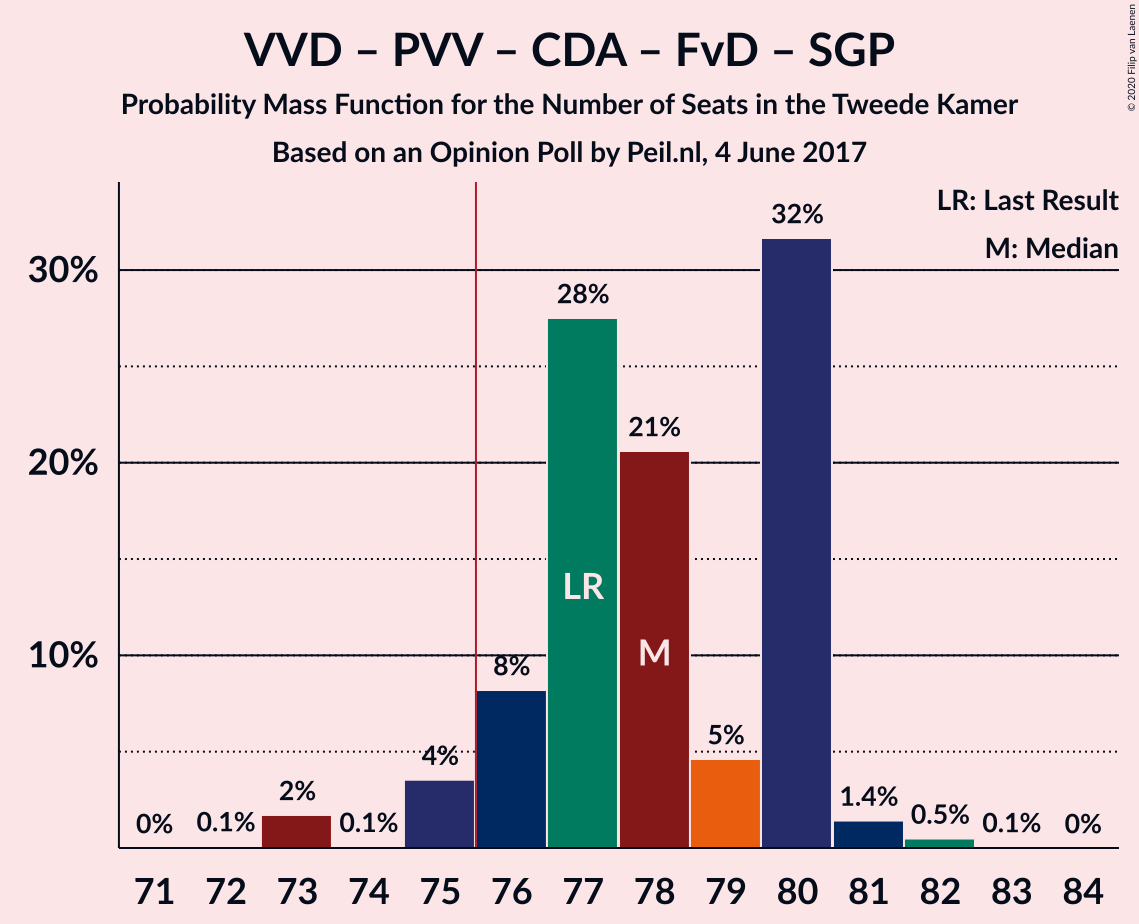 VVD – PVV – CDA – FvD – SGP
Probability Mass Function for the Number of Seats in the Tweede Kamer
Based on an Opinion Poll by Peil.nl, 4 June 2017
© 2020 Filip van Laenen
LR: Last Result
M: Median
30%
20%
10%
0%
0.1%
2%
0.1%
4%
8%
28%
21%
5%
32%
1.4%
0.5%
0.1%
0%
LR
M
71 72 73 74 75 76 77 78 79 80 81 82 83 84